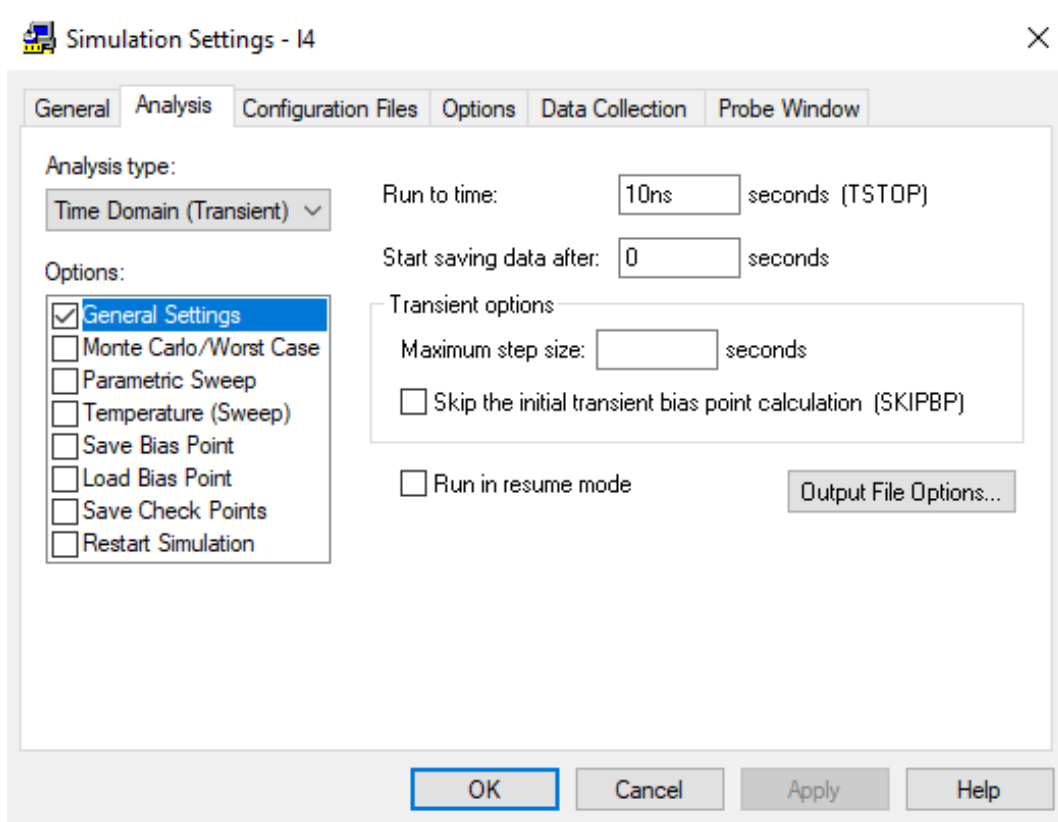 Simulation Settings - I4
General Analysis Configuration Files Options Data Collection Probe Window
Analysis type:
Time Domain (Transient)
Options:
General Settings
Monte Carlo/Worst Case
Parametric Sweep
Temperature (Sweep)
Save Bias Point
Load Bias Point
Save Check Points
Restart Simulation
Run to time: 10ns seconds (TSTOP)
Start saving data after: 0 seconds
Transient options
Maximum step size: seconds
Skip the initial transient bias point calculation (SKIPBP)
Run in resume mode
Output File Options...
OK Cancel Apply Help